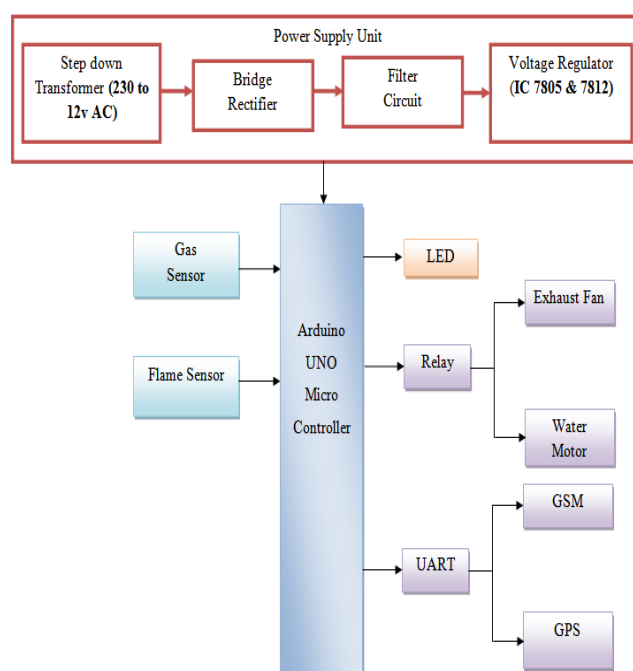 Power Supply Unit
Step down
Transformer (230 to
12v AC)
Bridge
Rectifier
Filter
Circuit
Voltage Regulator
(IC 7805 & 7812)
Gas
Sensor
Flame Sensor
Arduino
UNO
Micro
Controller
LED
Relay
Exhaust Fan
Water
Motor
UART
GSM
GPS